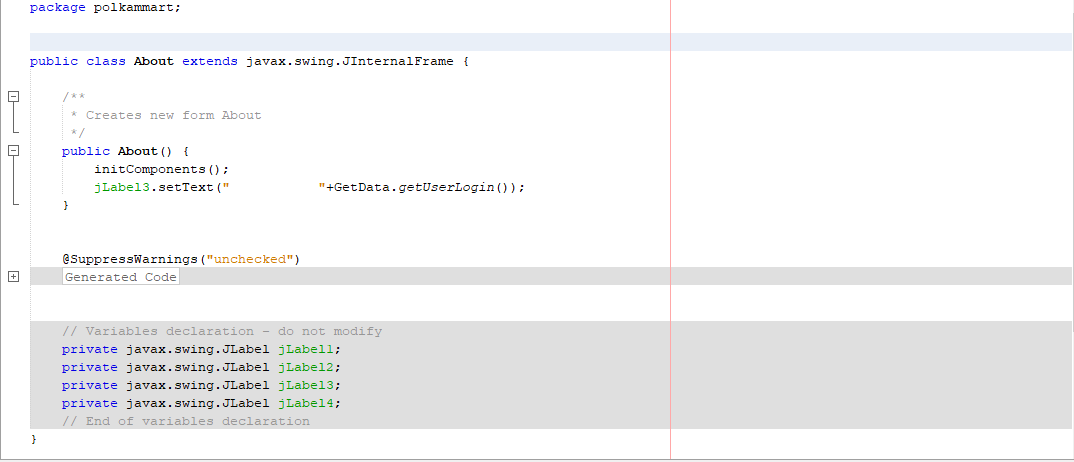 package polkammart;
public class About extends javax.swing.JInternalFrame {
/**
* Creates new form About
*/
public About() {
initComponents();
jLabel3.setText("           "+GetData.getUserLogin());
}
@SuppressWarnings("unchecked")
Generated Code
// Variables declaration - do not modify
private javax.swing.JLabel jLabel1;
private javax.swing.JLabel jLabel2;
private javax.swing.JLabel jLabel3;
private javax.swing.JLabel jLabel4;
// End of variables declaration
}